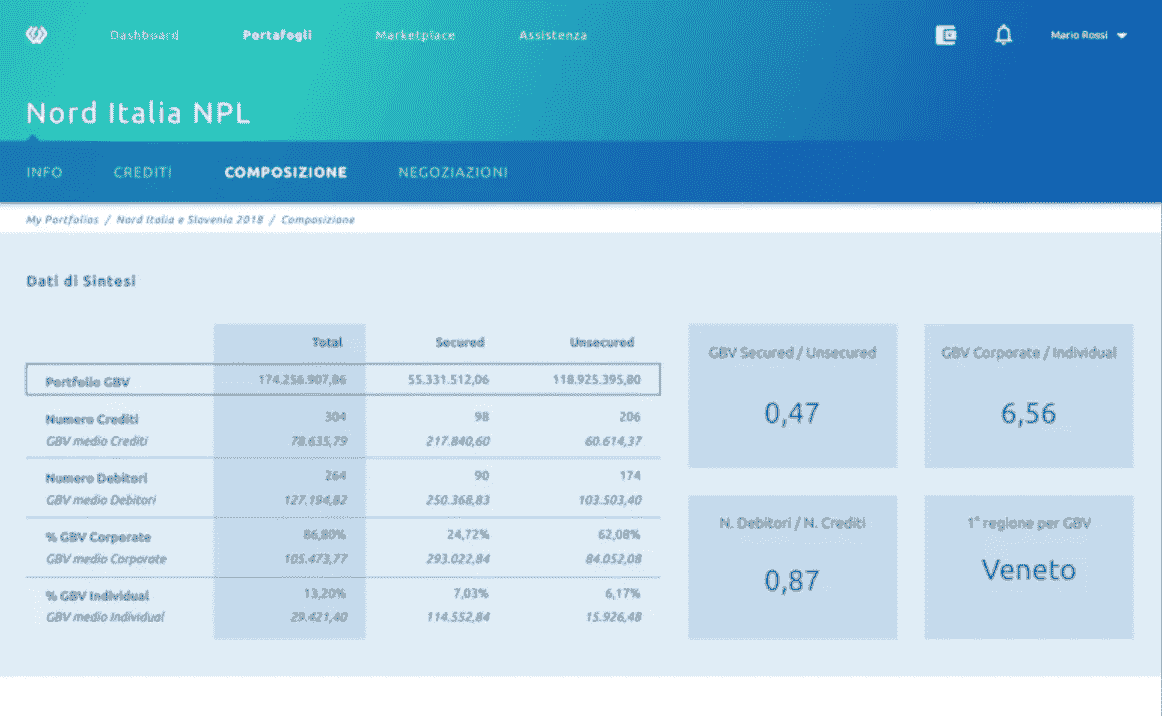 Dashboard Portafogli Marketplace Assistenza Mario Rossi
Nord Italia NPL
INFO CREDITI COMPOSIZIONE NEGOZIAZIONI
My Portfolios / Nord Italia e Slovenia 2018 / Composizione
Dati di Sintesi
Total Secured Unsecured
Portfolio GBV 174.256.907,86 55.331.512,06 118.925.395,80
Numero Crediti 304 98 206
GBV medio Crediti 78.635,79 217.840,60 60.614,37
Numero Debitori 264 90 174
GBV medio Debitori 127.194,82 250.368,83 103.503,40
% GBV Corporate 86,80% 24,72% 62,08%
GBV medio Corporate 105.473,77 293.022,84 84.052,08
% GBV Individual 13,20% 7,03% 6,17%
GBV medio Individual 29.421,40 114.552,84 15.926,48
GBV Secured / Unsecured
0,47
GBV Corporate / Individual
6,56
N. Debitori / N. Crediti
0,87
1° regione per GBV
Veneto